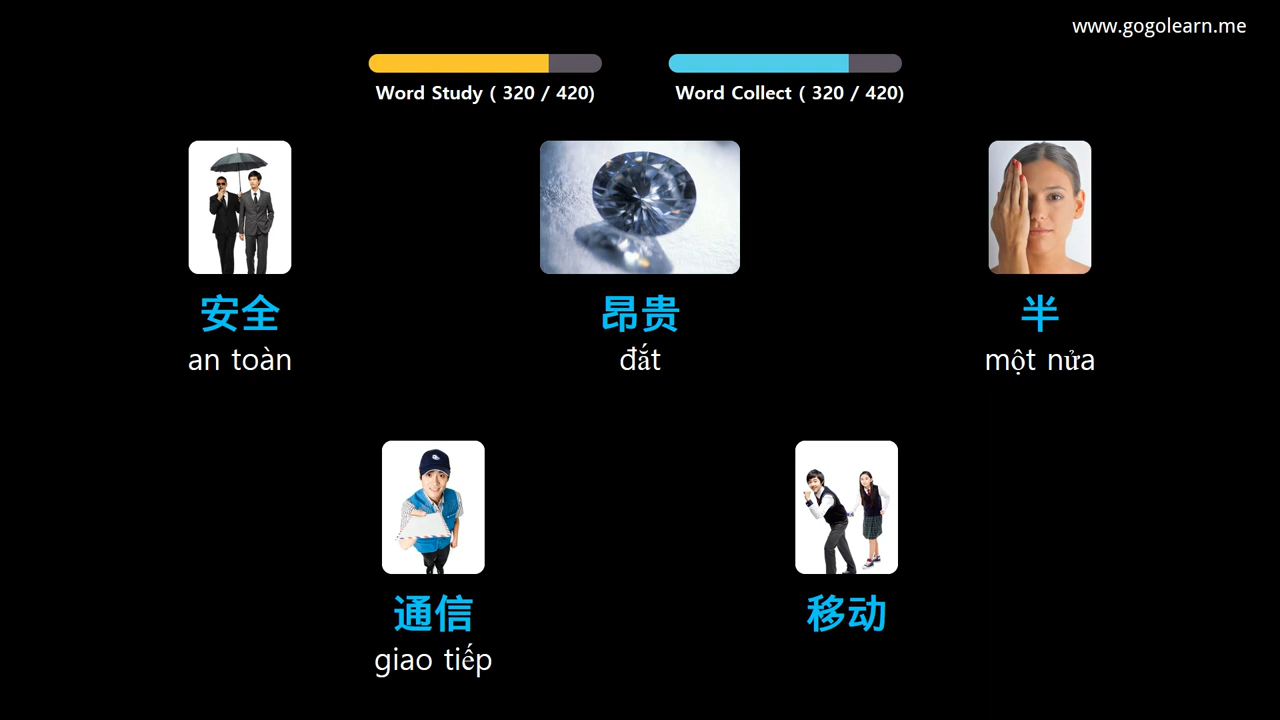 www.gogolearn.me
Word Study ( 320 / 420)
Word Collect ( 320 / 420)
安全
an toàn
昂贵
đắt
半
một nửa
通信
giao tiếp
移动